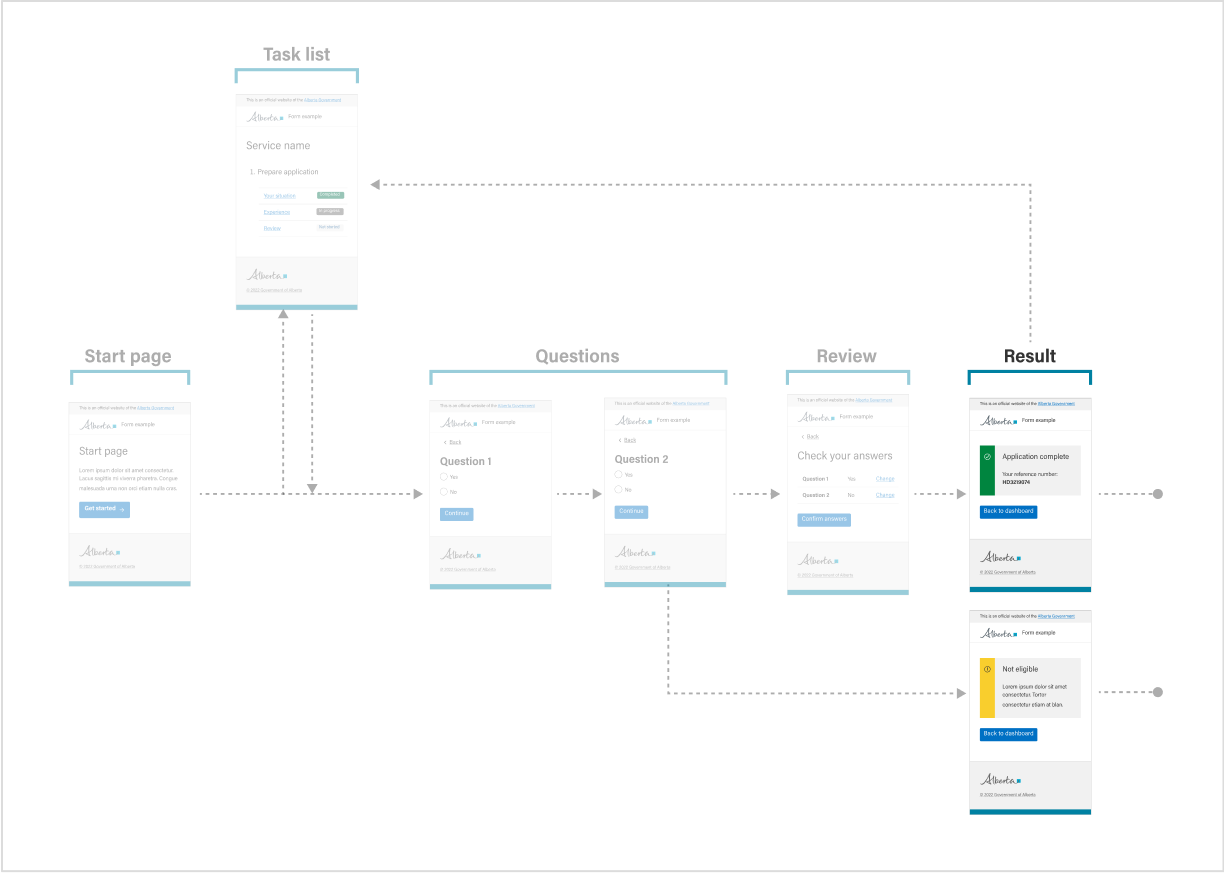 Task list
This is an official website of the Alberta Government
Alberta Form example
Service name
1. Prepare application
Your situation Completed
Experience In progress
Review Not started
Alberta
© 2022 Government of Alberta
Start page
This is an official website of the Alberta Government
Alberta Form example
Start page
Lorem ipsum dolor sit amet consectetur.
Lacus sagittis mi viverra pharetra. Congue
malesuada urna non orci etium nulla cras.
Get started
Alberta
© 2022 Government of Alberta
Questions
This is an official website of the Alberta Government
Alberta Form example
< Back
Question 1
Yes
No
Continue
Alberta
© 2022 Government of Alberta
This is an official website of the Alberta Government
Alberta Form example
< Back
Question 2
Yes
No
Continue
Alberta
© 2022 Government of Alberta
Review
This is an official website of the Alberta Government
Alberta Form example
< Back
Check your answers
Question 1 Yes Change
Question 2 No Change
Confirm answers
Alberta
© 2022 Government of Alberta
Result
This is an official website of the Alberta Government
Alberta Form example
Application complete
Your reference number:
HD3219074
Back to dashboard
Alberta
© 2022 Government of Alberta
This is an official website of the Alberta Government
Alberta Form example
Not eligible
Lorem ipsum dolor sit amet
consectetur. Tortor
consectetur etiam at blan.
Back to dashboard
Alberta
© 2022 Government of Alberta